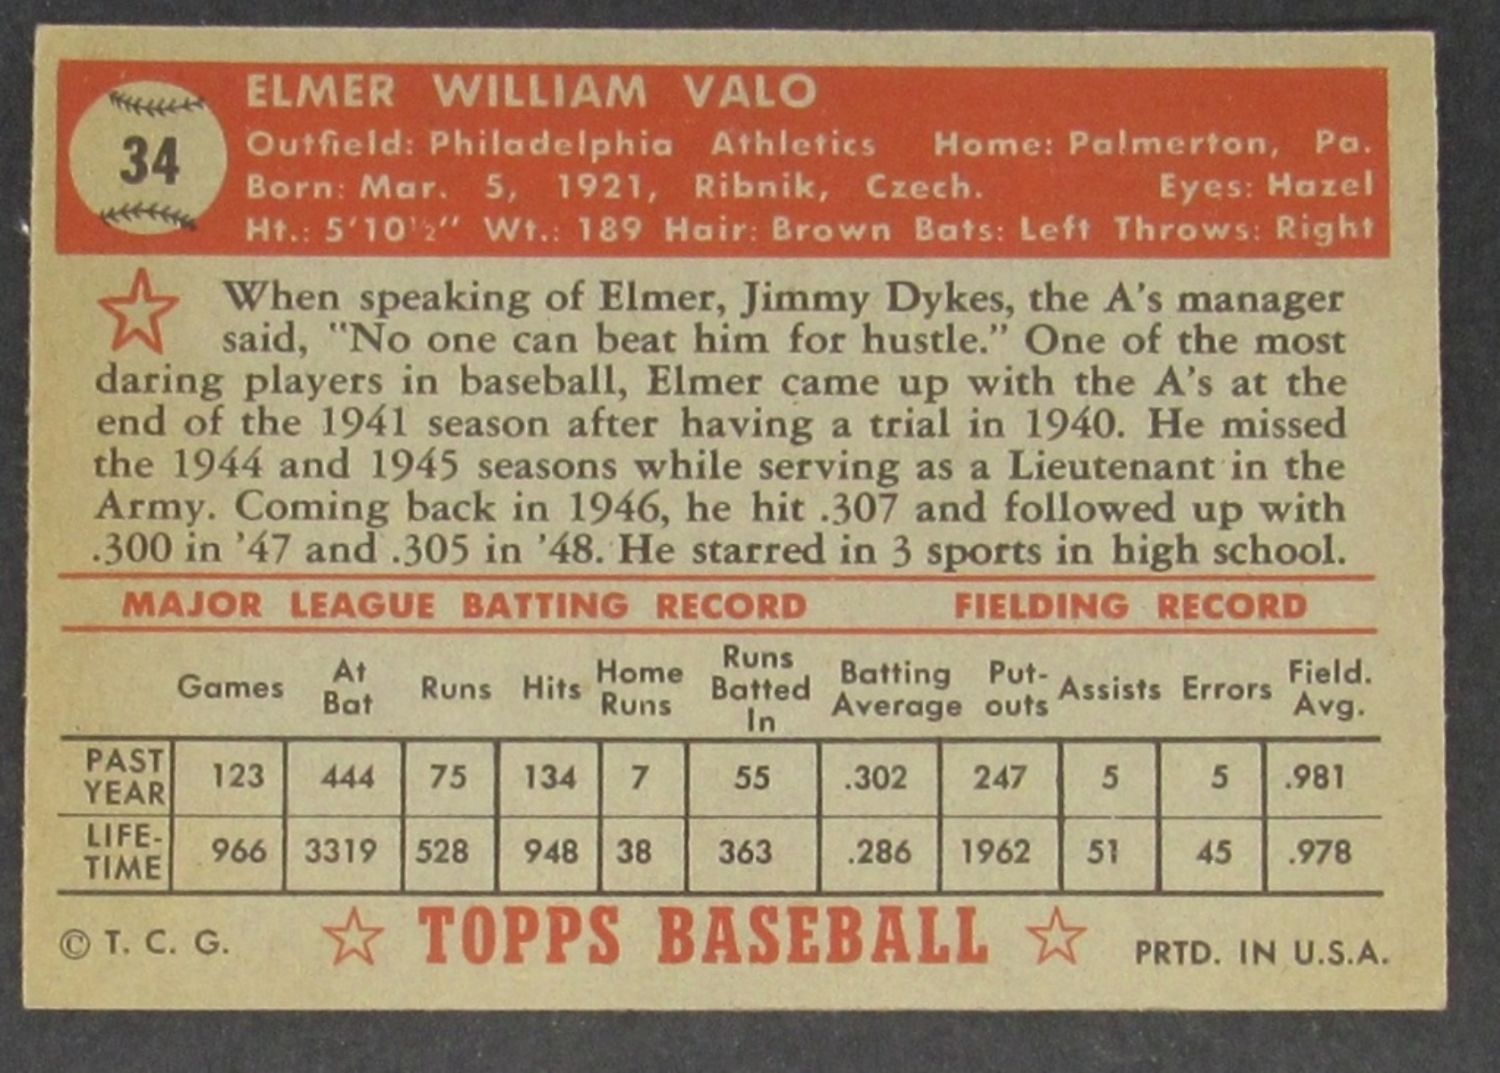 34
ELMER WILLIAM VALO
Outfield: Philadelphia Athletics Home: Palmerton, Pa.
Born: Mar. 5, 1921, Ribnik, Czech. Eyes: Hazel
Ht.: 5'10½" Wt.: 189 Hair: Brown Bats: Left Throws: Right
When speaking of Elmer, Jimmy Dykes, the A's manager
said, "No one can beat him for hustle." One of the most
daring players in baseball, Elmer came up with the A's at the
end of the 1941 season after having a trial in 1940. He missed
the 1944 and 1945 seasons while serving as a Lieutenant in the
Army. Coming back in 1946, he hit .307 and followed up with
.300 in '47 and .305 in '48. He starred in 3 sports in high school.
MAJOR LEAGUE BATTING RECORD FIELDING RECORD
Games At Bat Runs Hits Home Runs Runs Batted In Batting Average Put-outs Assists Errors Field. Avg.
PAST YEAR 123 444 75 134 7 55 .302 247 5 5 .981
LIFE-TIME 966 3319 528 948 38 363 .286 1962 51 45 .978
© T. C. G. TOPPS BASEBALL PRTD. IN U.S.A.